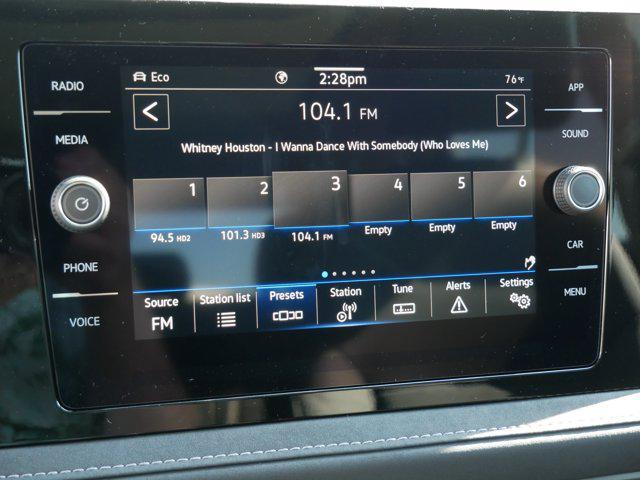 RADIO
MEDIA
PHONE
VOICE
Eco
2:28pm
76°F
104.1 FM
Whitney Houston - I Wanna Dance With Somebody (Who Loves Me)
1 2 3 4 5 6
94.5 HD2 101.3 HD3 104.1 FM Empty Empty Empty
Source Station list Presets Station Tune Alerts Settings
FM
APP
SOUND
CAR
MENU